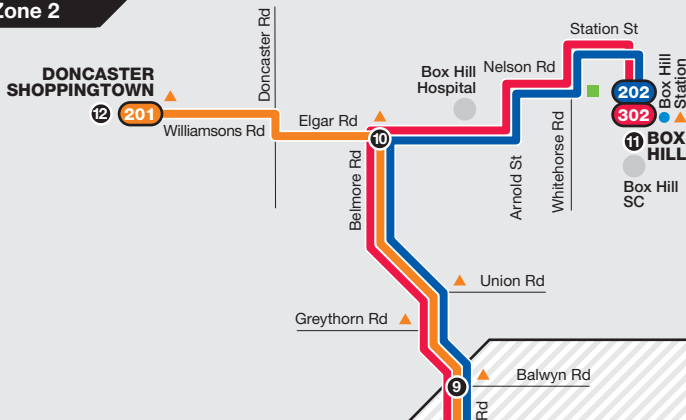 Zone 2
Doncaster Rd
Station St
DONCASTER
SHOPPINGTOWN
12
201
Williamsons Rd
Elgar Rd
10
Belmore Rd
Box Hill
Hospital
Nelson Rd
Arnold St
Whitehorse Rd
202
302
Box Hill
Station
11
BOX
HILL
Box Hill
SC
Union Rd
Greythorn Rd
9
Balwyn Rd
Rd